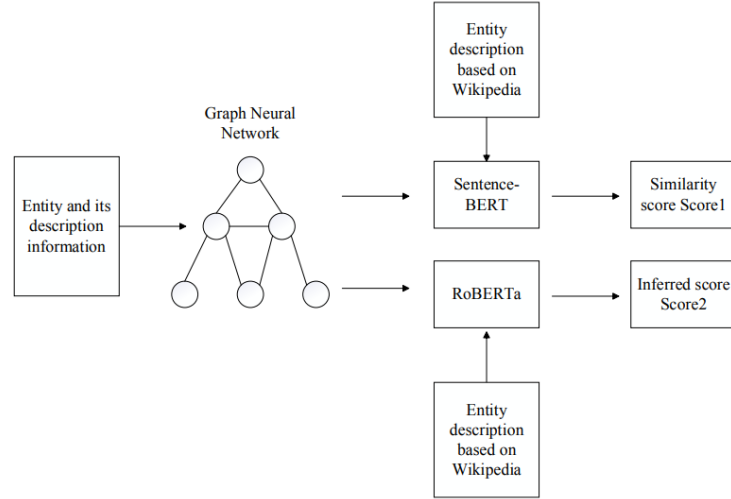 Entity
description
based on
Wikipedia
Graph Neural
Network
Entity and its
description
information
Sentence-
BERT
Similarity
score Score1
RoBERTa
Inferred score
Score2
Entity
description
based on
Wikipedia